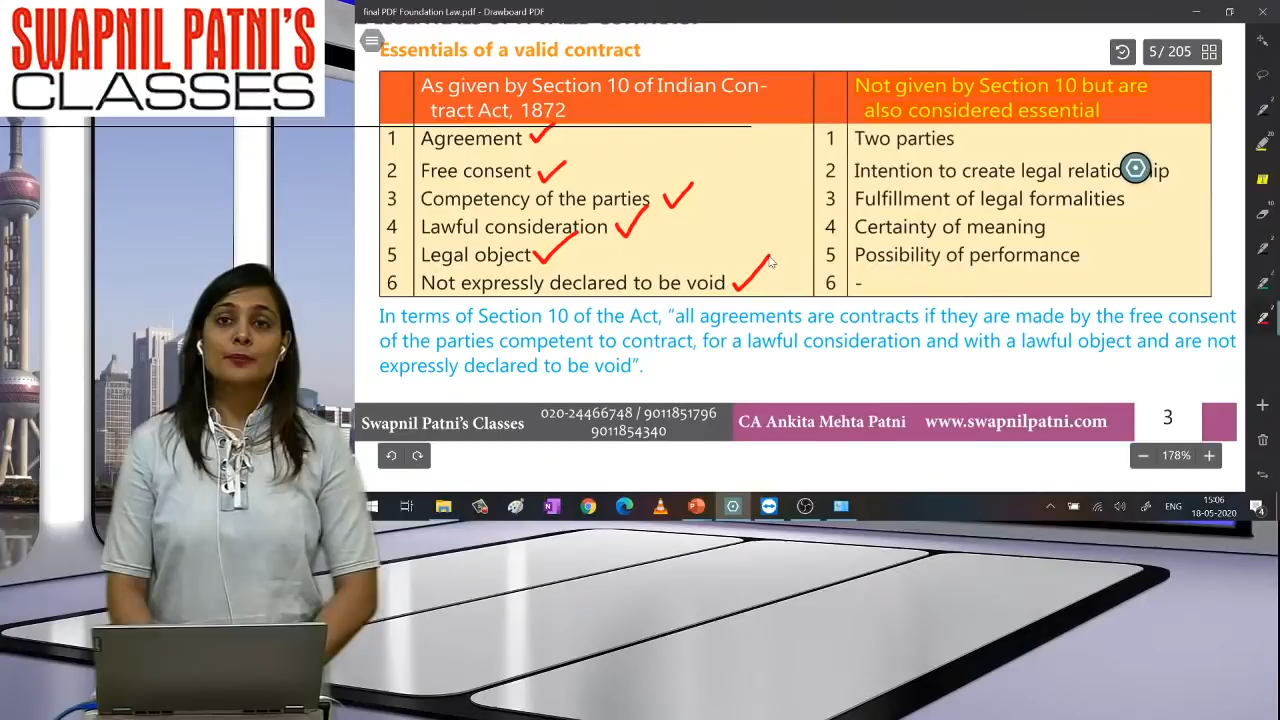 SWAPNIL PATNI'S
CLASSES
final PDF Foundation Law.pdf - Drawboard PDF
Essentials of a valid contract
5 / 205
As given by Section 10 of Indian Con-
tract Act, 1872
Not given by Section 10 but are
also considered essential
1 Agreement
1 Two parties
2 Free consent
2 Intention to create legal
3 Competency of the parties
3 Fulfillment of legal formalities
4 Lawful consideration
4 Certainty of meaning
5 Legal object
5 Possibility of performance
6 Not expressly declared to be void
6 -
In terms of Section 10 of the Act, “all agreements are contracts if they are made by the free consent
of the parties competent to contract, for a lawful consideration and with a lawful object and are not
expressly declared to be void”.
Swapnil Patni's Classes
020-24466748 / 9011851796
9011854340
CA Ankita Mehta Patni www.swapnilpatni.com
3
178%
ENG
15:06
18-05-2020